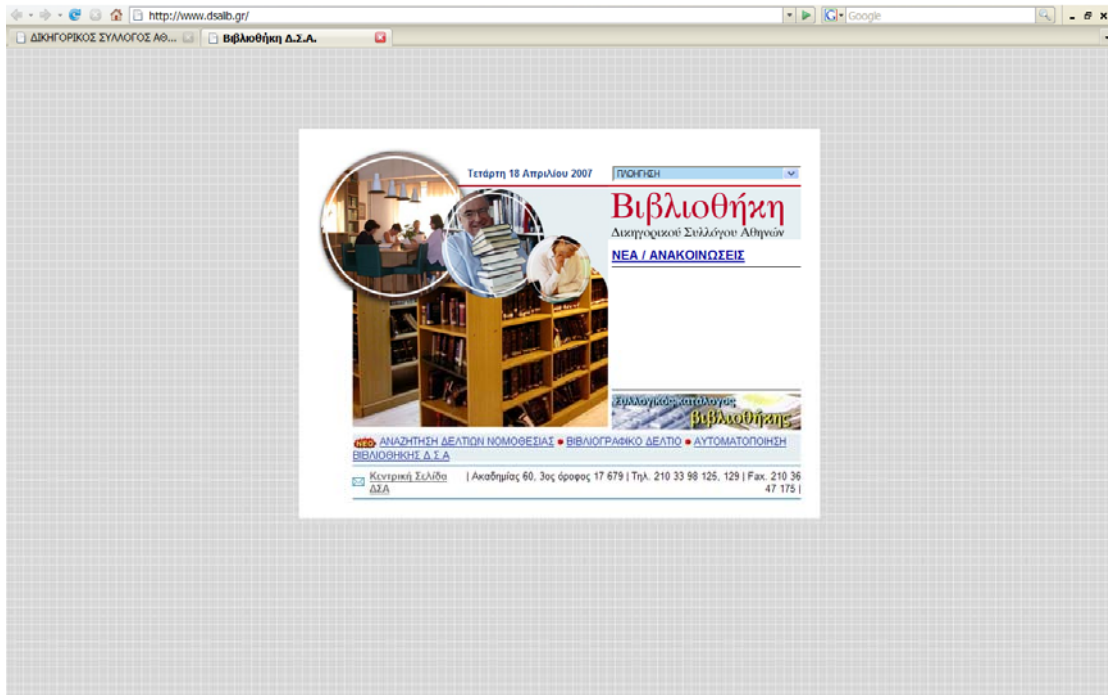 http://www.dsalib.gr/
Google
ΔΙΚΗΓΟΡΙΚΟΣ ΣΥΛΛΟΓΟΣ ΑΘ...
Βιβλιοθήκη Δ.Σ.Α.
Τετάρτη 18 Απριλίου 2007
ΠΛΟΗΓΗΣΗ
Βιβλιοθήκη
Δικηγορικού Συλλόγου Αθηνών
ΝΕΑ / ΑΝΑΚΟΙΝΩΣΕΙΣ
Συλλογικός κατάλογος
βιβλιοθήκης
ΝΕΟ ΑΝΑΖΗΤΗΣΗ ΔΕΛΤΙΩΝ ΝΟΜΟΘΕΣΙΑΣ ● ΒΙΒΛΙΟΓΡΑΦΙΚΟ ΔΕΛΤΙΟ ● ΑΥΤΟΜΑΤΟΠΟΙΗΣΗ
ΒΙΒΛΙΟΘΗΚΗΣ Δ.Σ.Α
Κεντρική Σελίδα | Ακαδημίας 60, 3ος όροφος 17 679 | Τηλ. 210 33 98 125, 129 | Fax. 210 36
ΔΣΑ 47 175 |